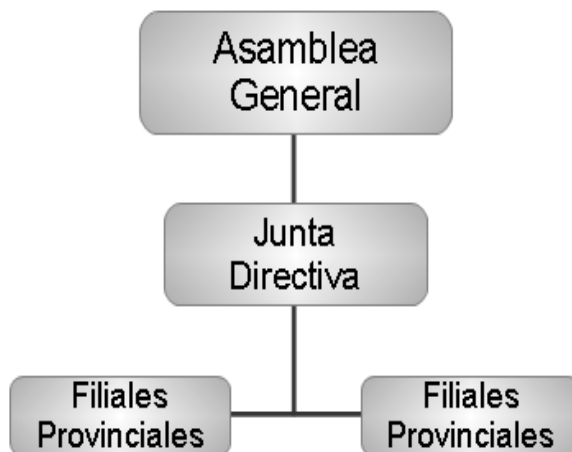 Asamblea
General
Junta
Directiva
Filiales
Provinciales
Filiales
Provinciales